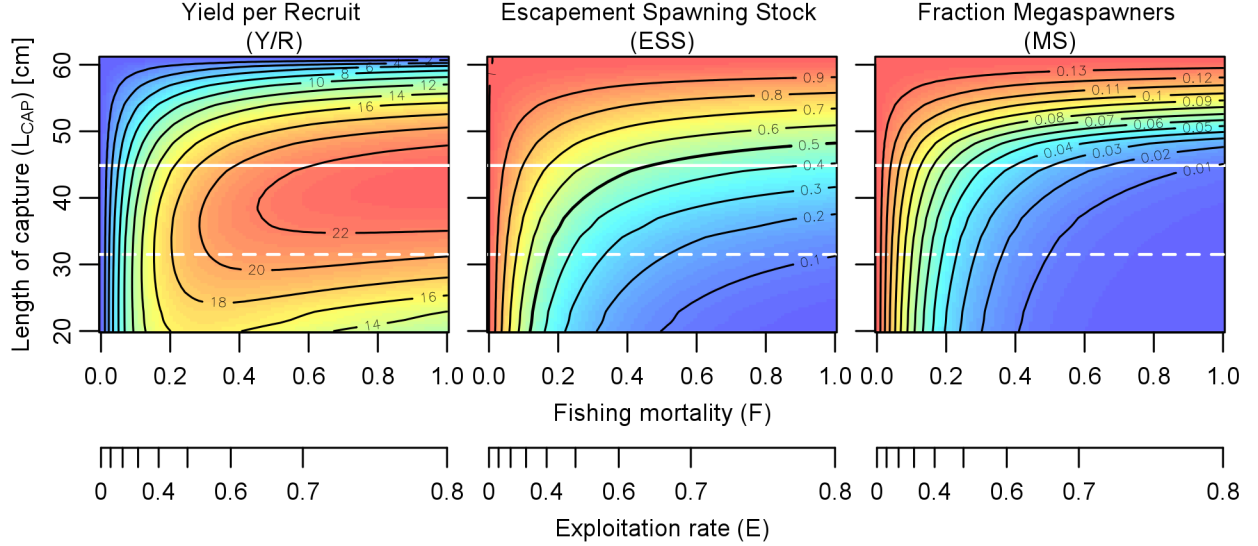 Yield per Recruit
(Y/R)
Escapement Spawning Stock
(ESS)
Fraction Megaspawners
(MS)
Length of capture (LCAP) [cm]
60
50
40
30
20
2
4
6
8
10
12
14
16
22
20
18
16
14
0.9
0.8
0.7
0.6
0.5
0.4
0.3
0.2
0.1
0.13
0.12
0.11
0.1
0.09
0.08
0.07
0.06
0.05
0.04
0.03
0.02
0.01
0.0 0.2 0.4 0.6 0.8 1.0
0.0 0.2 0.4 0.6 0.8 1.0
0.0 0.2 0.4 0.6 0.8 1.0
Fishing mortality (F)
0 0.4 0.6 0.7 0.8
0 0.4 0.6 0.7 0.8
0 0.4 0.6 0.7 0.8
Exploitation rate (E)